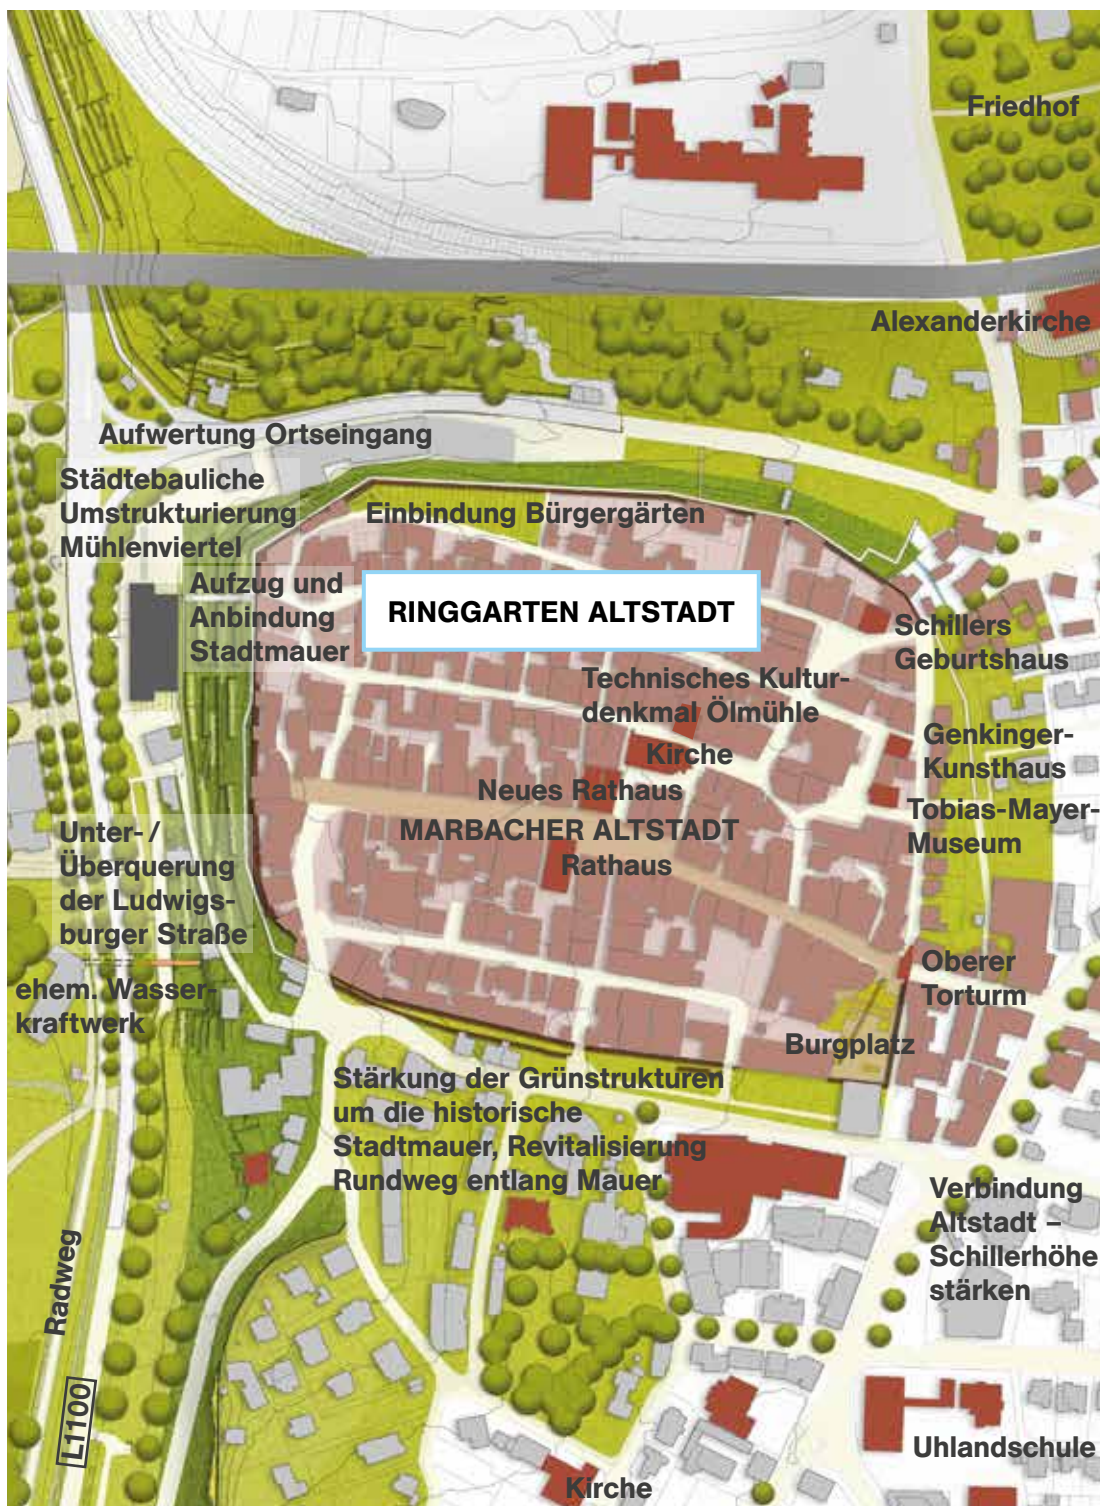 Friedhof
Alexanderkirche
Aufwertung Ortseingang
Städtebauliche
Umstrukturierung
Mühlenviertel
Einbindung Bürgergärten
Aufzug und
Anbindung
Stadtmauer
RINGGARTEN ALTSTADT
Schillers
Geburtshaus
Technisches Kultur-
denkmal Ölmühle
Kirche
Genkinger-
Kunsthaus
Neues Rathaus
Tobias-Mayer-
Museum
MARBACHER ALTSTADT
Rathaus
Unter- /
Überquerung
der Ludwigs-
burger Straße
Oberer
Torturm
ehem. Wasser-
kraftwerk
Burgplatz
Stärkung der Grünstrukturen
um die historische
Stadtmauer, Revitalisierung
Rundweg entlang Mauer
Verbindung
Altstadt –
Schillerhöhe
stärken
Radweg
L1100
Uhlandschule
Kirche